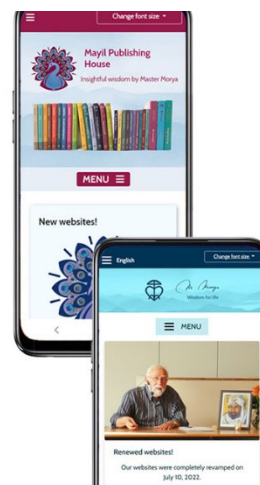 Change font size
Mayil Publishing
House
Insightful wisdom by Master Morya
MENU
New websites!
English
Change font size
M. Morya
Wisdom for life
MENU
Renewed websites!
Our websites were completely revamped on
July 10, 2022.